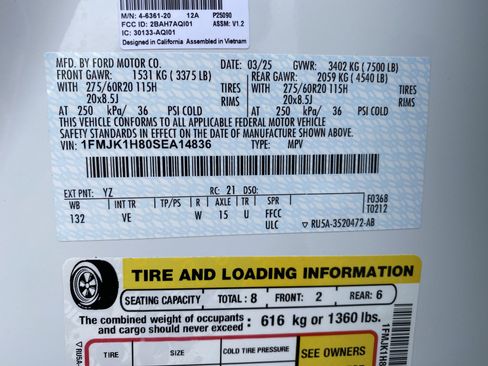 M/N: 4-6361-20 12A P25090
FCC ID: 2BAH7AQI01 ASSM: V1.2
IC: 30133-AQI01
Designed in California Assembled in Vietnam
MFD. BY FORD MOTOR CO. 03/25 GVWR: 3402 KG (7500 LB)
FRONT GAWR: 1531 KG (3375 LB) REAR GAWR: 2059 KG (4540 LB)
WITH 275/60R20 115H TIRES WITH 275/60R20 115H TIRES
20x8.5J RIMS 20x8.5J RIMS
AT 250 kPa/ 36 PSI COLD AT 250 kPa/ 36 PSI COLD
THIS VEHICLE CONFORMS TO ALL APPLICABLE FEDERAL MOTOR VEHICLE
SAFETY STANDARDS IN EFFECT ON THE DATE OF MANUFACTURE SHOWN ABOVE.
VIN: 1FMJK1H80SEA14836 TYPE: MPV
EXT PNT: YZ RC: 21 DSO:
WB INT TR TP/PS R AXLE TR SPR F0368
132 VE W 15 U FFCC T0212
ULC ▽ RU5A-3520472-AB
TIRE AND LOADING INFORMATION
SEATING CAPACITY TOTAL: 8 FRONT: 2 REAR: 6
The combined weight of occupants and cargo should never exceed: 616 kg or 1360 lbs.
TIRE SIZE COLD TIRE PRESSURE SEE OWNERS
1FMJK1H8